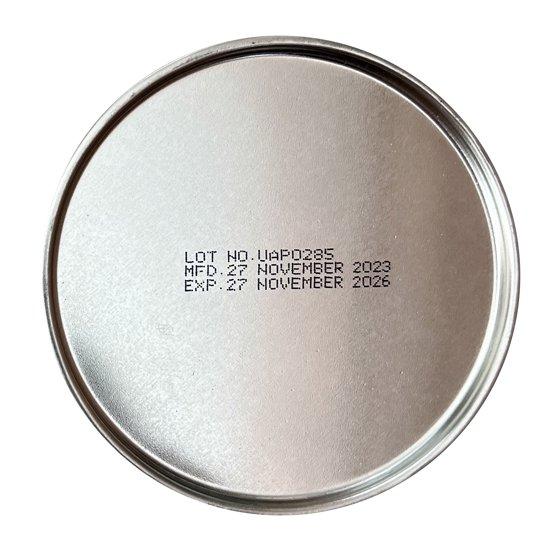 LOT NO.UAP0285
MFD.27 NOVEMBER 2023
EXP.27 NOVEMBER 2026